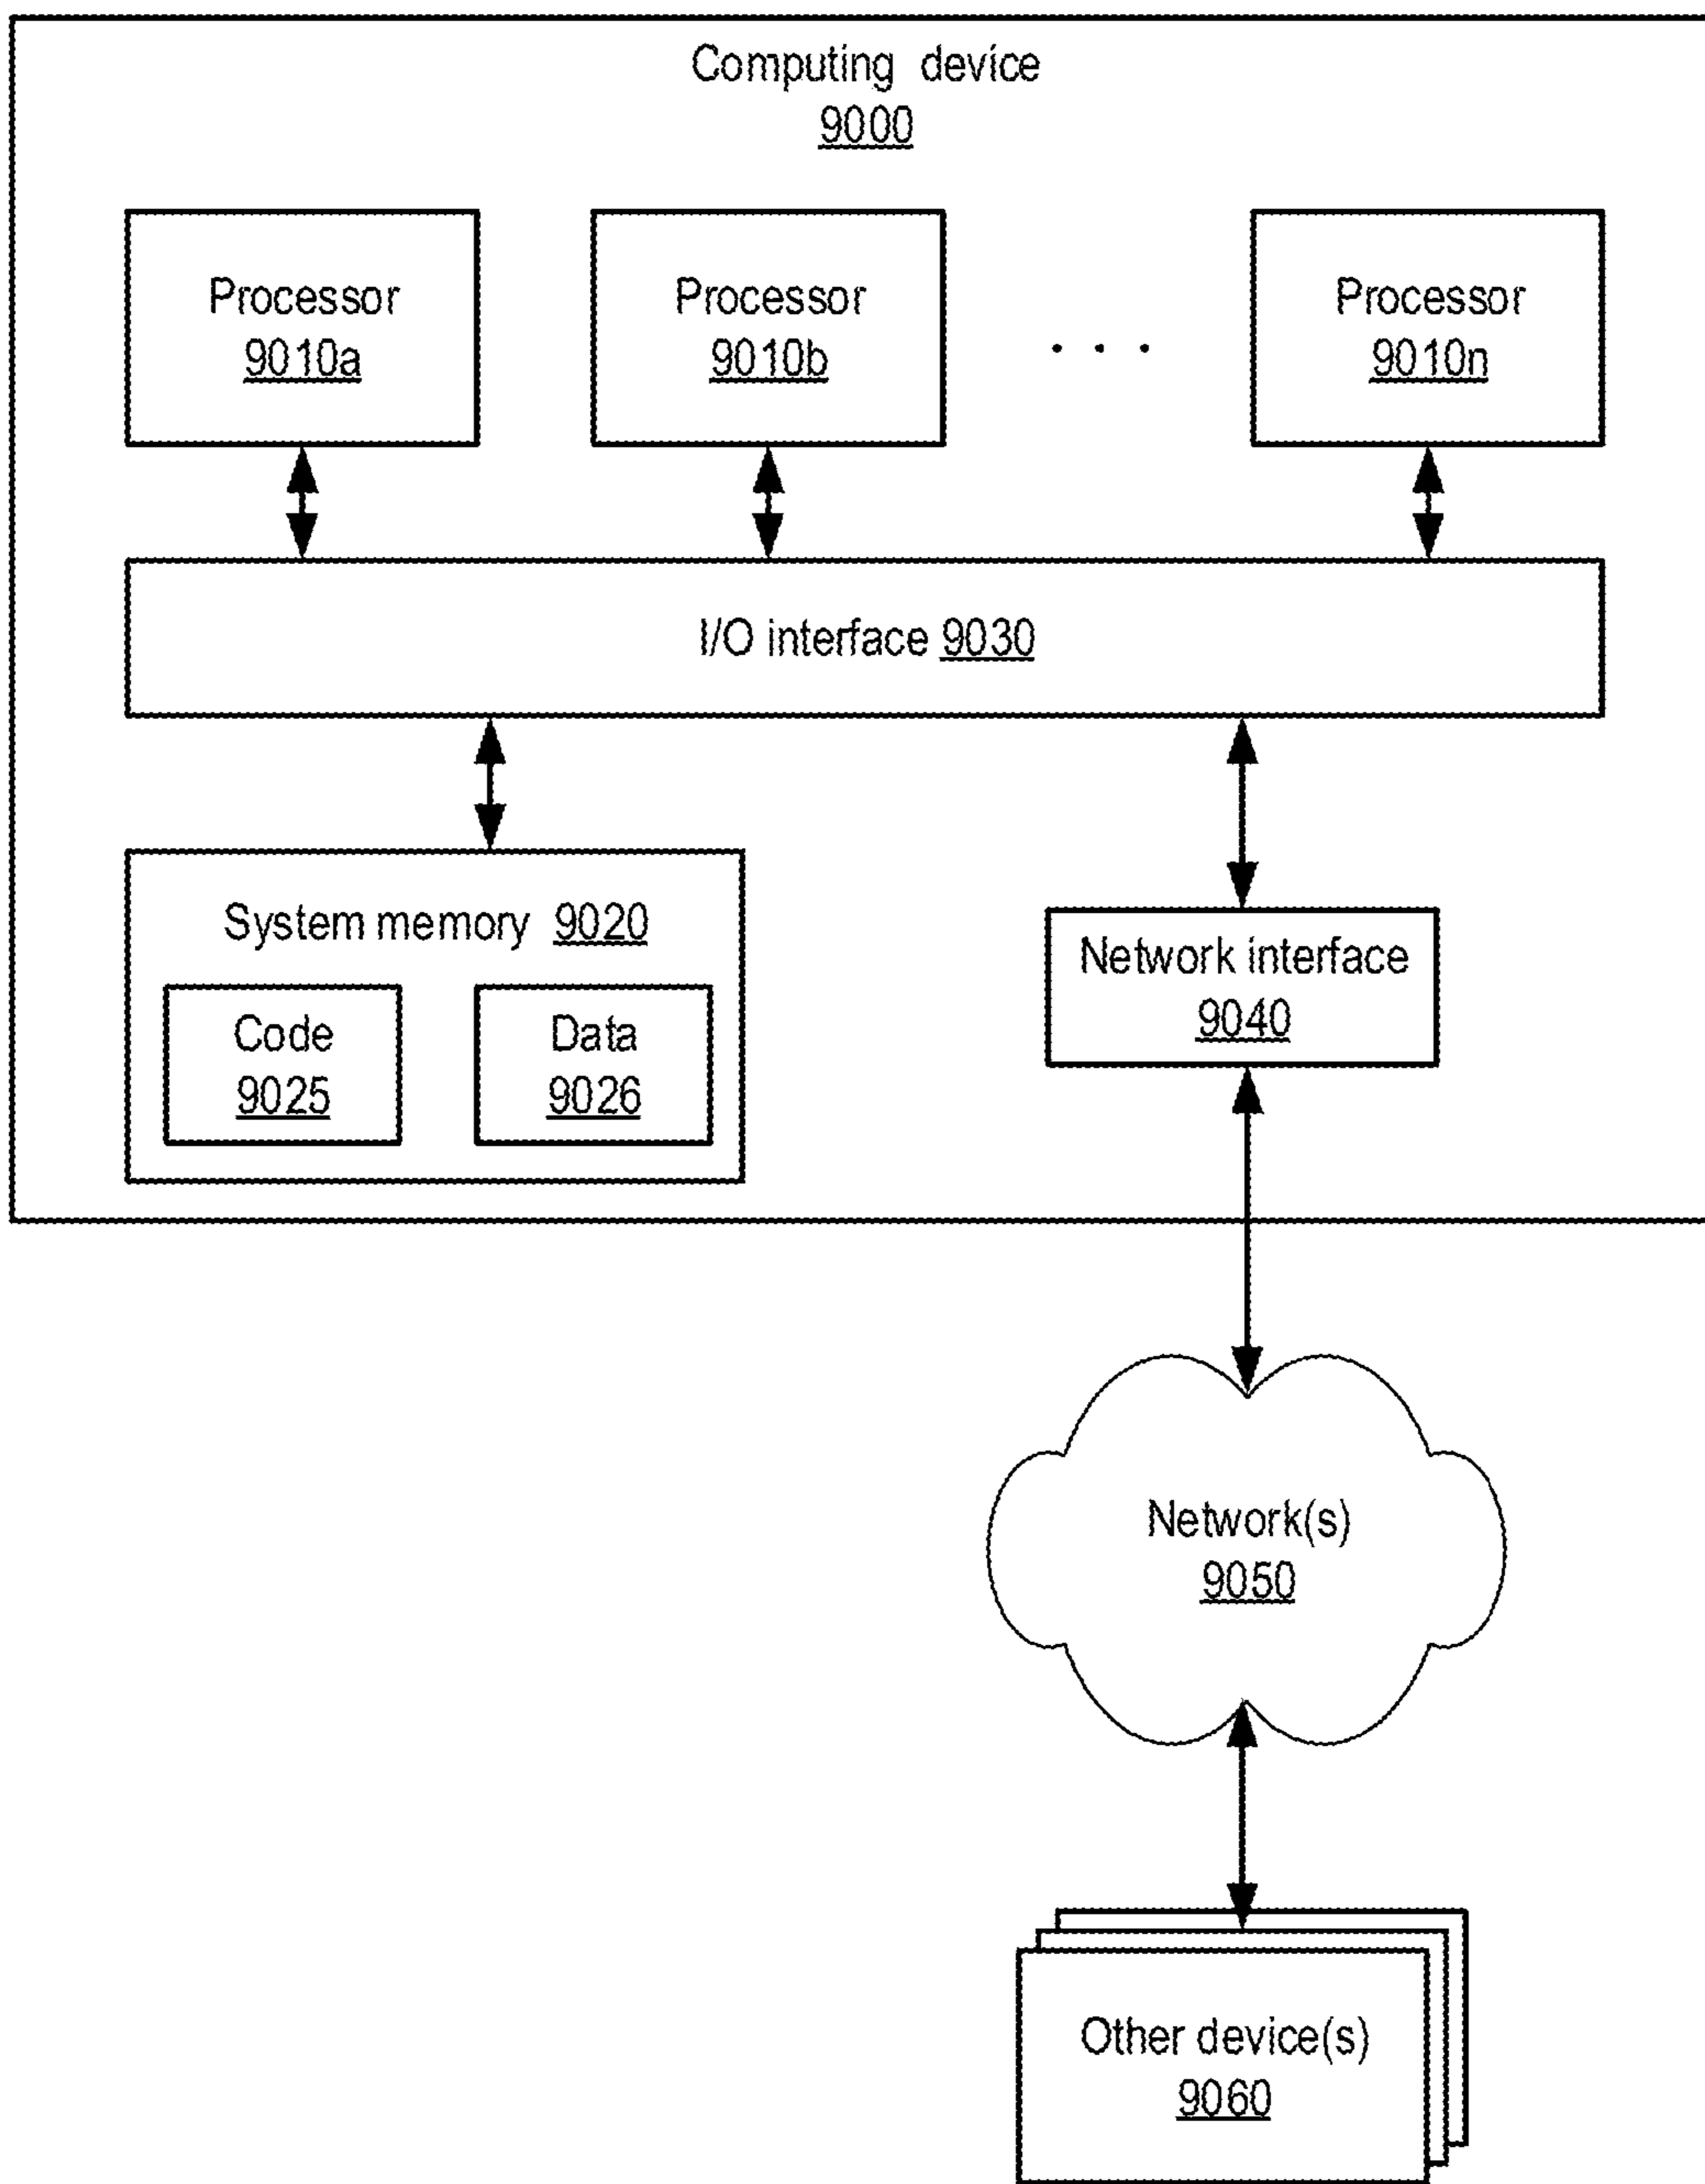 Computing device
9000
Processor
9010a
Processor
9010b
. . .
Processor
9010n
I/O interface 9030
System memory 9020
Code
9025
Data
9026
Network interface
9040
Network(s)
9050
Other device(s)
9060